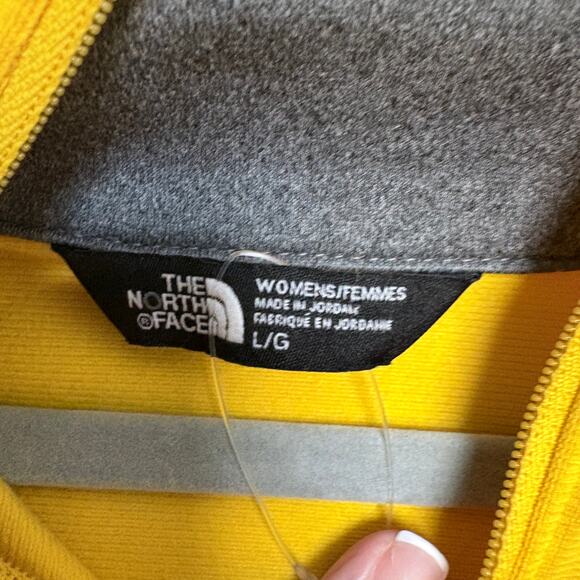 THE
NORTH
®FACE
WOMENS/FEMMES
MADE IN JORDAN
FABRIQUE EN JORDANIE
L/G